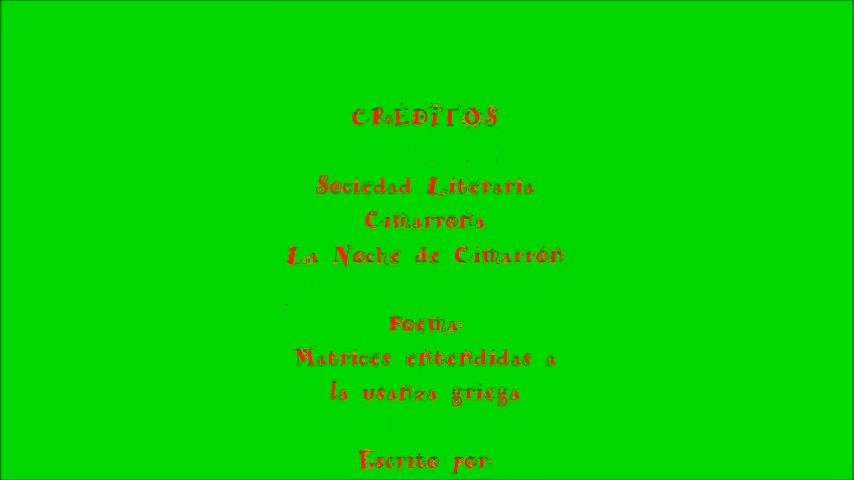 CRÉDITOS
Sociedad Literaria
Cimarrona
La Noche de Cimarrón
Poema:
Matrices entendidas a
la usanza griega
Escrito por: